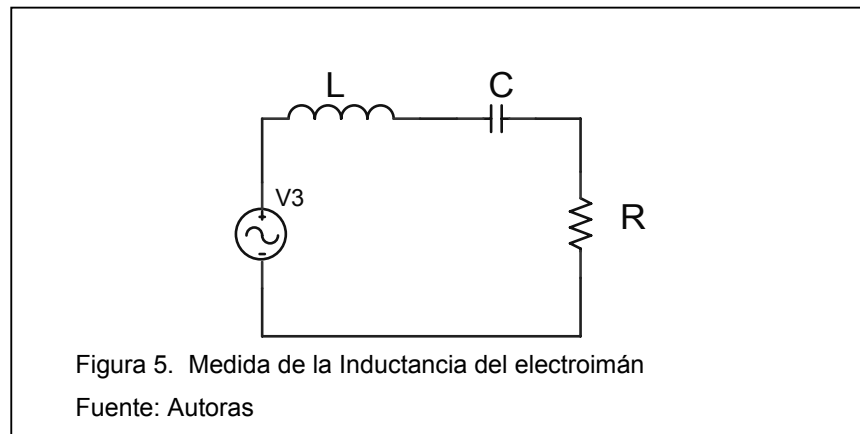 L
C
V3
R
Figura 5. Medida de la Inductancia del electroimán
Fuente: Autoras